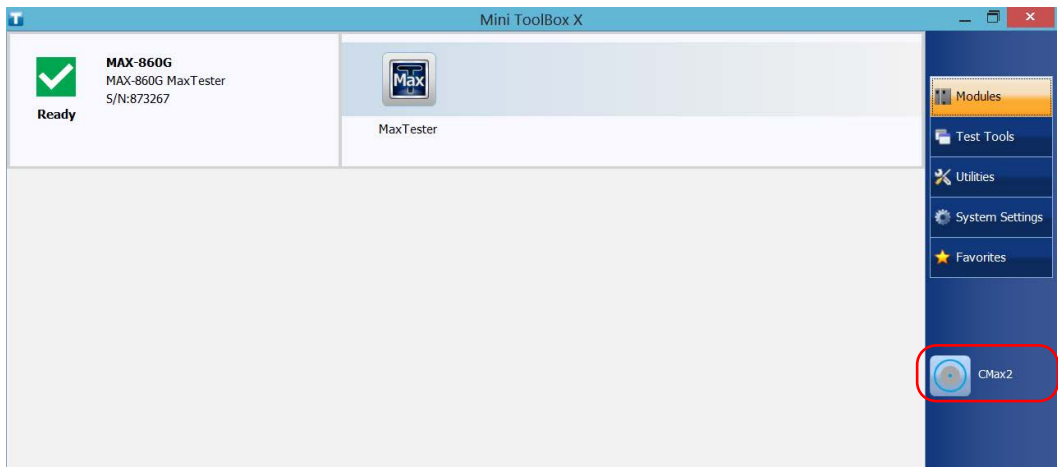 Mini ToolBox X
MAX-860G
MAX-860G MaxTester
S/N:873267
Ready
Max
MaxTester
Modules
Test Tools
Utilities
System Settings
Favorites
CMax2